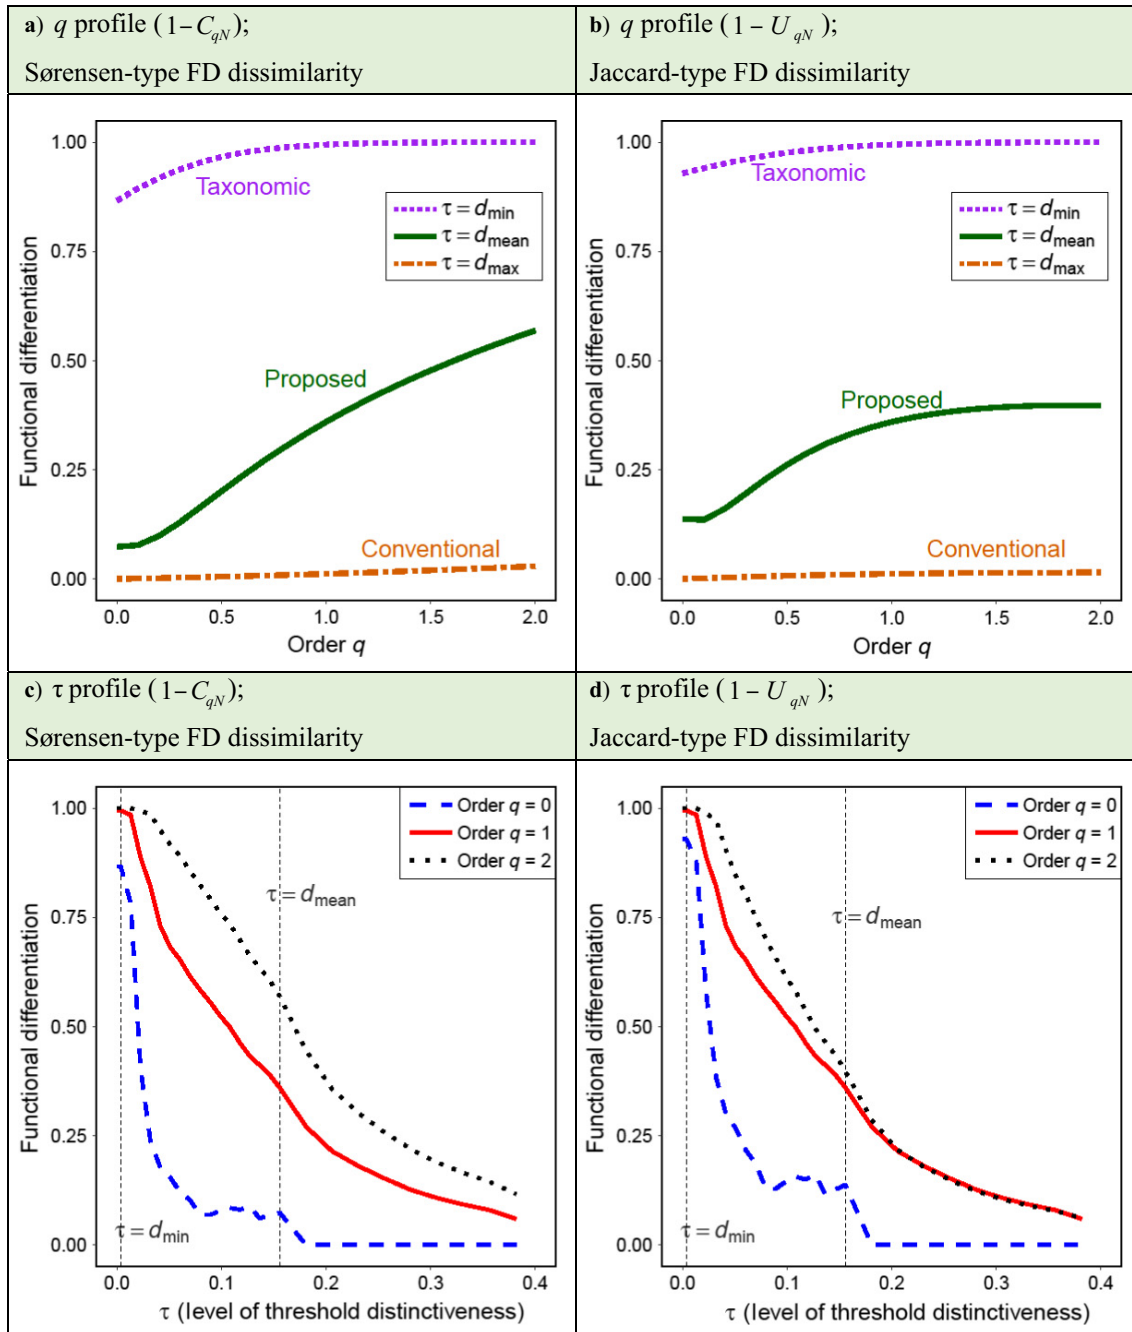 a) q profile (1−C_qN);
Sørensen-type FD dissimilarity
b) q profile (1−U_qN);
Jaccard-type FD dissimilarity
1.00
0.75
0.50
0.25
0.00
Functional differentiation
Taxonomic
τ = d_min
τ = d_mean
τ = d_max
Proposed
Conventional
0.0 0.5 1.0 1.5 2.0
Order q
1.00
0.75
0.50
0.25
0.00
Functional differentiation
Taxonomic
τ = d_min
τ = d_mean
τ = d_max
Proposed
Conventional
0.0 0.5 1.0 1.5 2.0
Order q
c) τ profile (1−C_qN);
Sørensen-type FD dissimilarity
d) τ profile (1−U_qN);
Jaccard-type FD dissimilarity
1.00
0.75
0.50
0.25
0.00
Functional differentiation
Order q = 0
Order q = 1
Order q = 2
τ = d_mean
τ = d_min
0.0 0.1 0.2 0.3 0.4
τ (level of threshold distinctiveness)
1.00
0.75
0.50
0.25
0.00
Functional differentiation
Order q = 0
Order q = 1
Order q = 2
τ = d_mean
τ = d_min
0.0 0.1 0.2 0.3 0.4
τ (level of threshold distinctiveness)